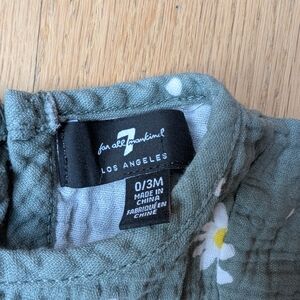 7
for all mankind
LOS ANGELES
0/3M
MADE IN
CHINA
FABRIQUÉ EN
CHINE